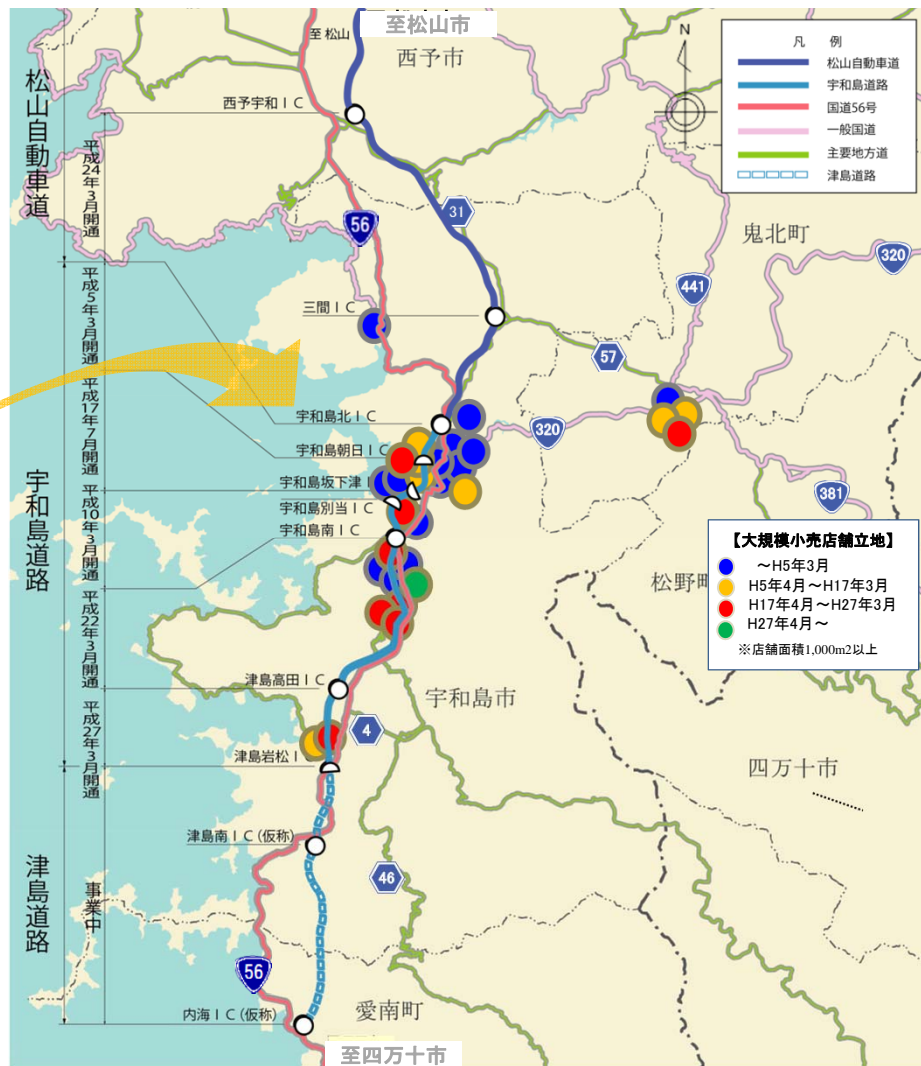 至松山市
至 松山
西予市
N
凡 例
松山自動車道
宇和島道路
国道56号
一般国道
主要地方道
津島道路
松山自動車道
平成24年3月開通
西予宇和IC
31
56
鬼北町
320
441
宇和島道路
平成5年3月開通
三間IC
57
平成17年7月開通
宇和島北IC
320
宇和島朝日IC
宇和島坂下津I
381
平成10年3月開通
宇和島別当IC
宇和島南IC
【大規模小売店舗立地】
～H5年3月
H5年4月～H17年3月
H17年4月～H27年3月
H27年4月～
※店舗面積1,000m2以上
松野町
平成22年3月開通
津島高田IC
宇和島市
4
平成27年3月開通
津島岩松I
四万十市
津島道路
事業中
津島南IC(仮称)
46
56
内海IC(仮称)
愛南町
至四万十市